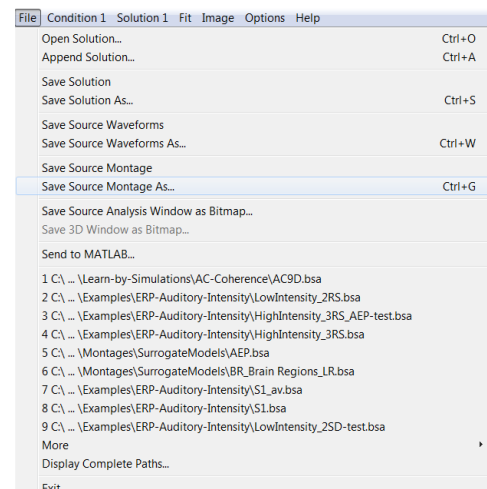 File Condition 1 Solution 1 Fit Image Options Help
Open Solution... Ctrl+O
Append Solution... Ctrl+A
Save Solution
Save Solution As... Ctrl+S
Save Source Waveforms
Save Source Waveforms As... Ctrl+W
Save Source Montage
Save Source Montage As... Ctrl+G
Save Source Analysis Window as Bitmap...
Save 3D Window as Bitmap...
Send to MATLAB...
1 C:\ ... \Learn-by-Simulations\AC-Coherence\AC9D.bsa
2 C:\ ... \Examples\ERP-Auditory-Intensity\LowIntensity_2RS.bsa
3 C:\ ... \Examples\ERP-Auditory-Intensity\HighIntensity_3RS_AEP-test.bsa
4 C:\ ... \Examples\ERP-Auditory-Intensity\HighIntensity_3RS.bsa
5 C:\ ... \Montages\SurrogateModels\AEP.bsa
6 C:\ ... \Montages\SurrogateModels\BR_Brain Regions_LR.bsa
7 C:\ ... \Examples\ERP-Auditory-Intensity\S1_av.bsa
8 C:\ ... \Examples\ERP-Auditory-Intensity\S1.bsa
9 C:\ ... \Examples\ERP-Auditory-Intensity\LowIntensity_2SD-test.bsa
More
Display Complete Paths...
Exit